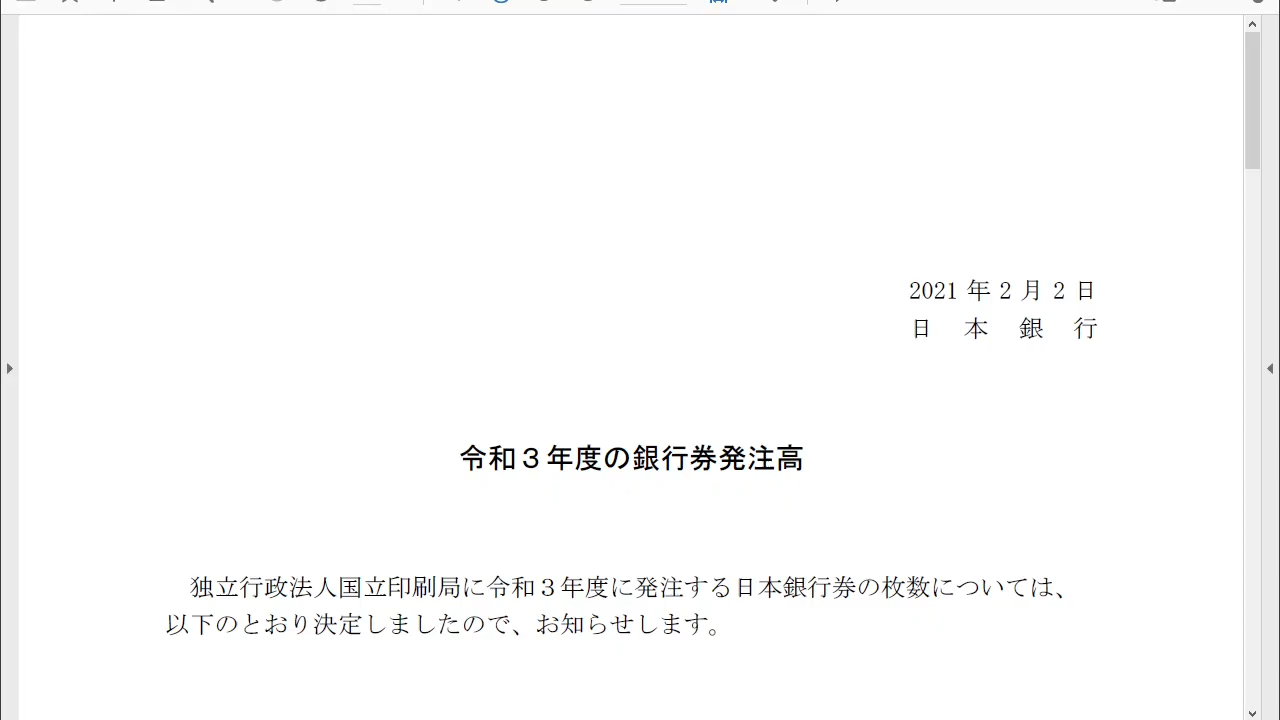 2021 年 2 月 2 日
日 本 銀 行
令和３年度の銀行券発注高
独立行政法人国立印刷局に令和３年度に発注する日本銀行券の枚数については、
以下のとおり決定しましたので、お知らせします。